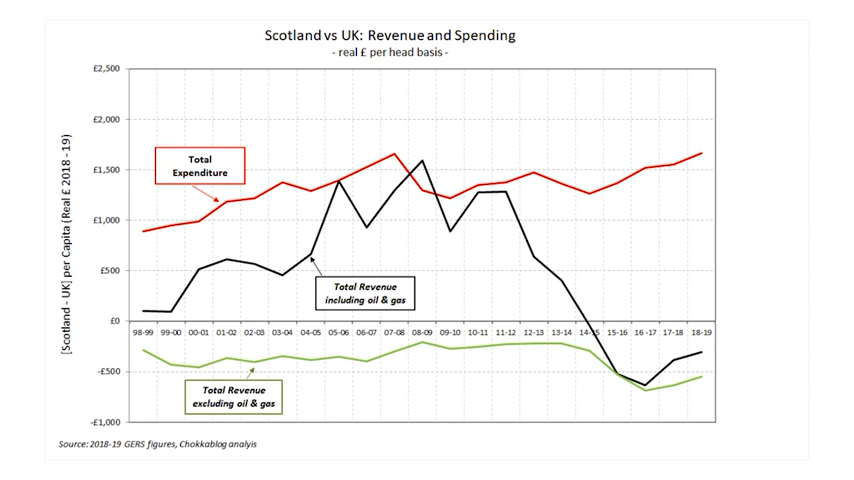 Scotland vs UK: Revenue and Spending
- real £ per head basis -
[Scotland - UK] per Capita (Real £ 2018 -19)
£2,500
£2,000
£1,500
£1,000
£500
£0
-£500
-£1,000
Total
Expenditure
Total Revenue
including oil & gas
98-99 99-00 00-01 01-02 02-03 03-04 04-05 05-06 06-07 07-08 08-09 09-10 10-11 11-12 12-13 13-14 14-15 15-16 16 -17 17-18 18-19
Total Revenue
excluding oil & gas
Source: 2018-19 GERS figures, Chokkablog analyis